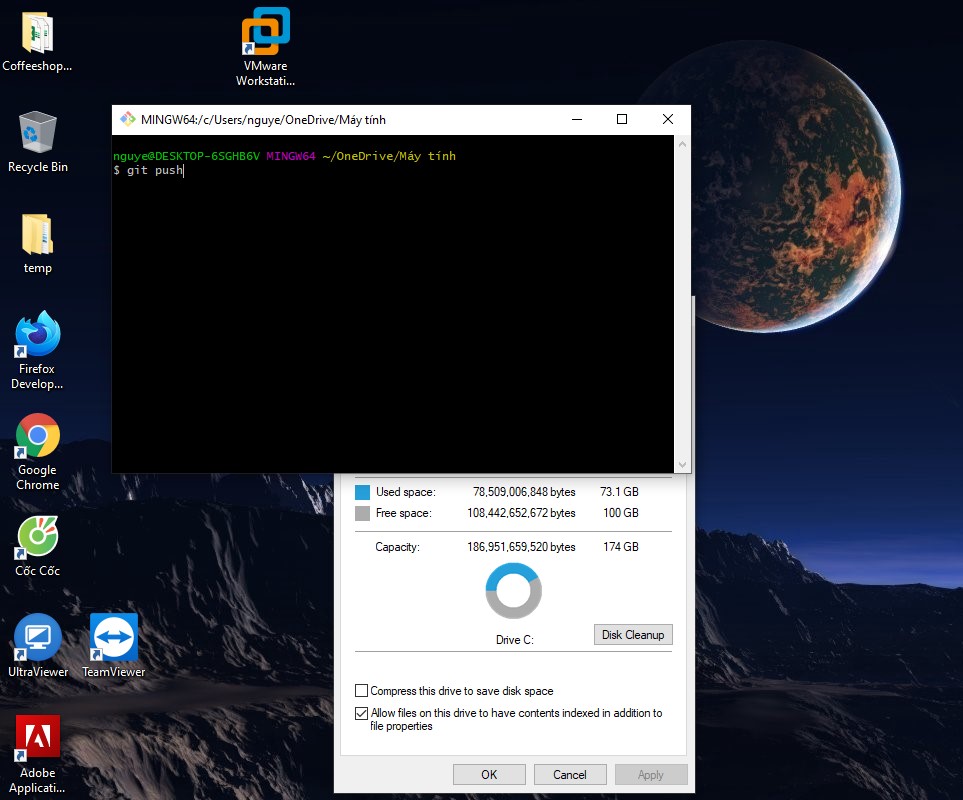 Coffeeshop...
VMware
Workstati...
Recycle Bin
temp
Firefox
Develop...
Google
Chrome
Cốc Cốc
UltraViewer
TeamViewer
Adobe
Applicati...
MINGW64:/c/Users/nguye/OneDrive/Máy tính
nguye@DESKTOP-6SGHB6V MINGW64 ~/OneDrive/Máy tính
$ git push
Used space: 78,509,006,848 bytes 73.1 GB
Free space: 108,442,652,672 bytes 100 GB
Capacity: 186,951,659,520 bytes 174 GB
Drive C:
Disk Cleanup
Compress this drive to save disk space
Allow files on this drive to have contents indexed in addition to
file properties
OK
Cancel
Apply